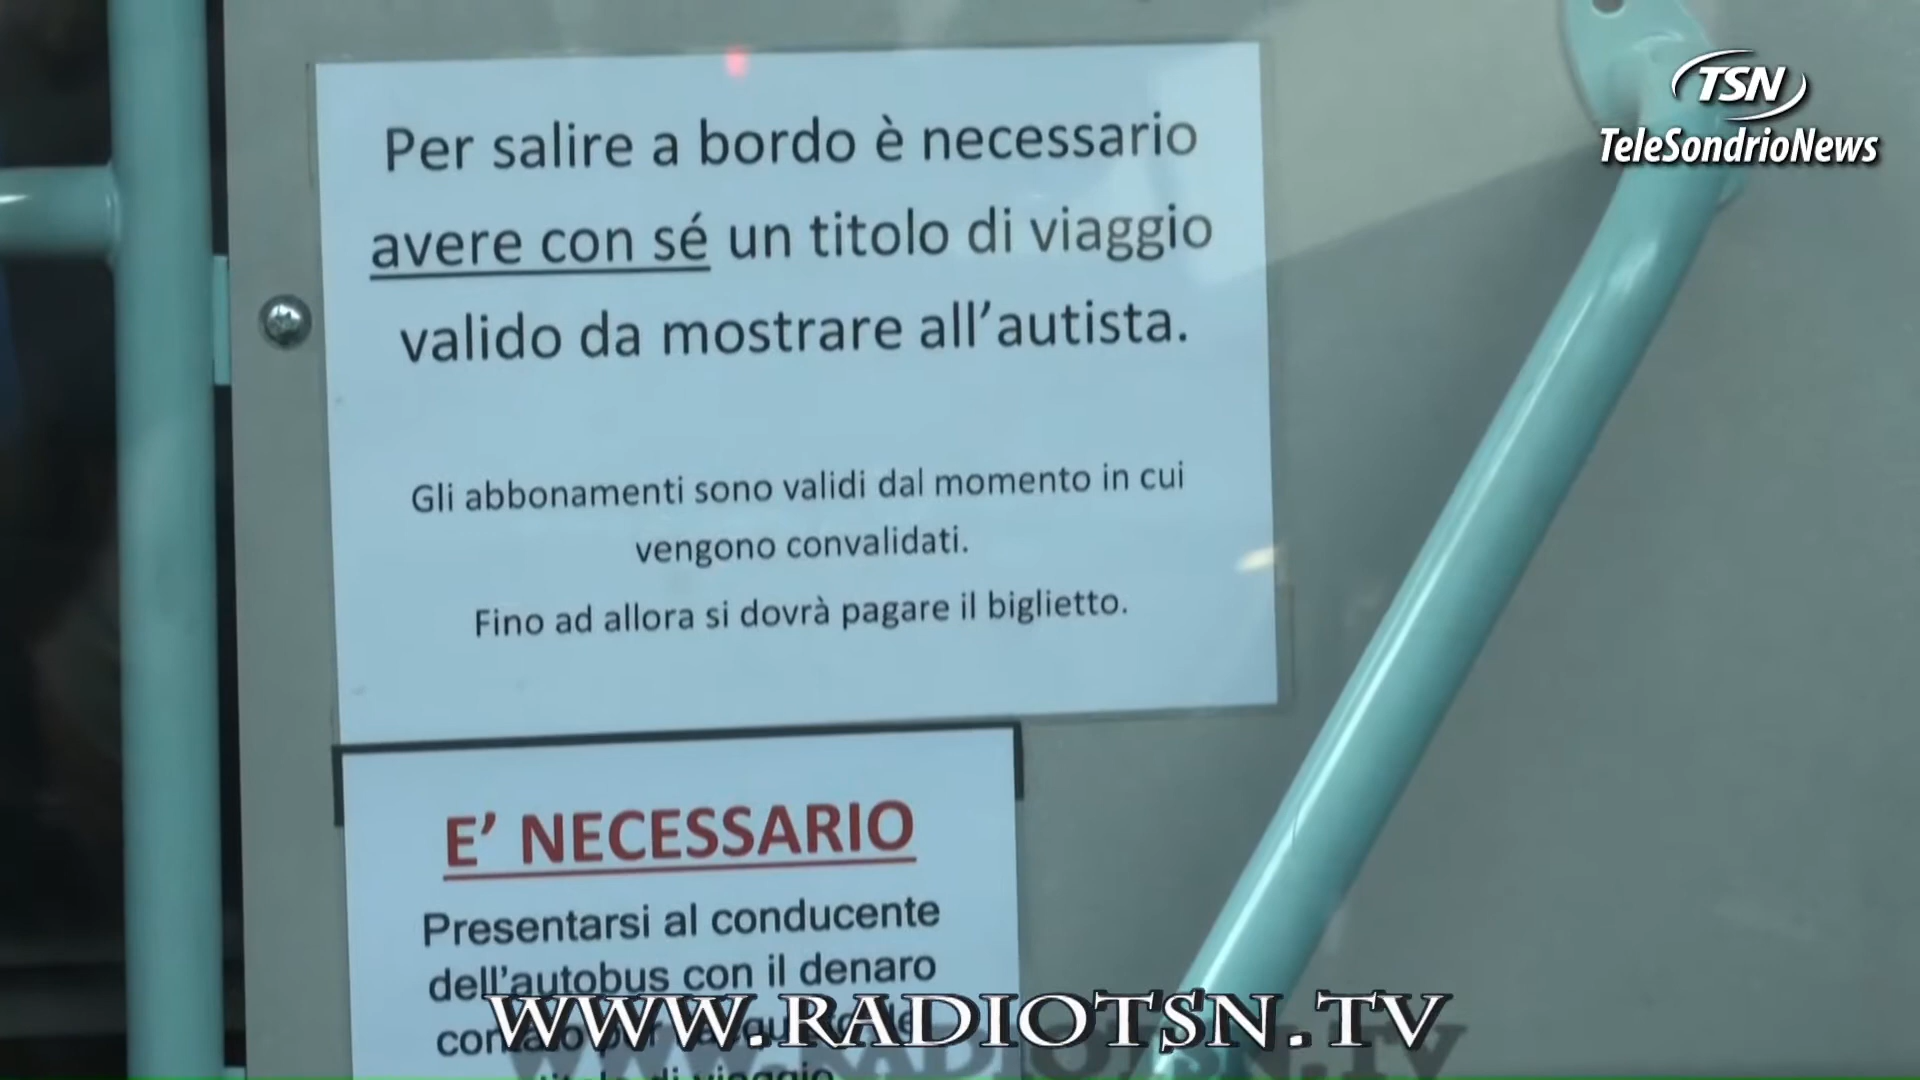 TSN
TeleSondrioNews
Per salire a bordo è necessario
avere con sé un titolo di viaggio
valido da mostrare all'autista.
Gli abbonamenti sono validi dal momento in cui
vengono convalidati.
Fino ad allora si dovrà pagare il biglietto.
E' NECESSARIO
Presentarsi al conducente
dell'autobus con il denaro
di viaggio
WWW.RADIOTSN.TV